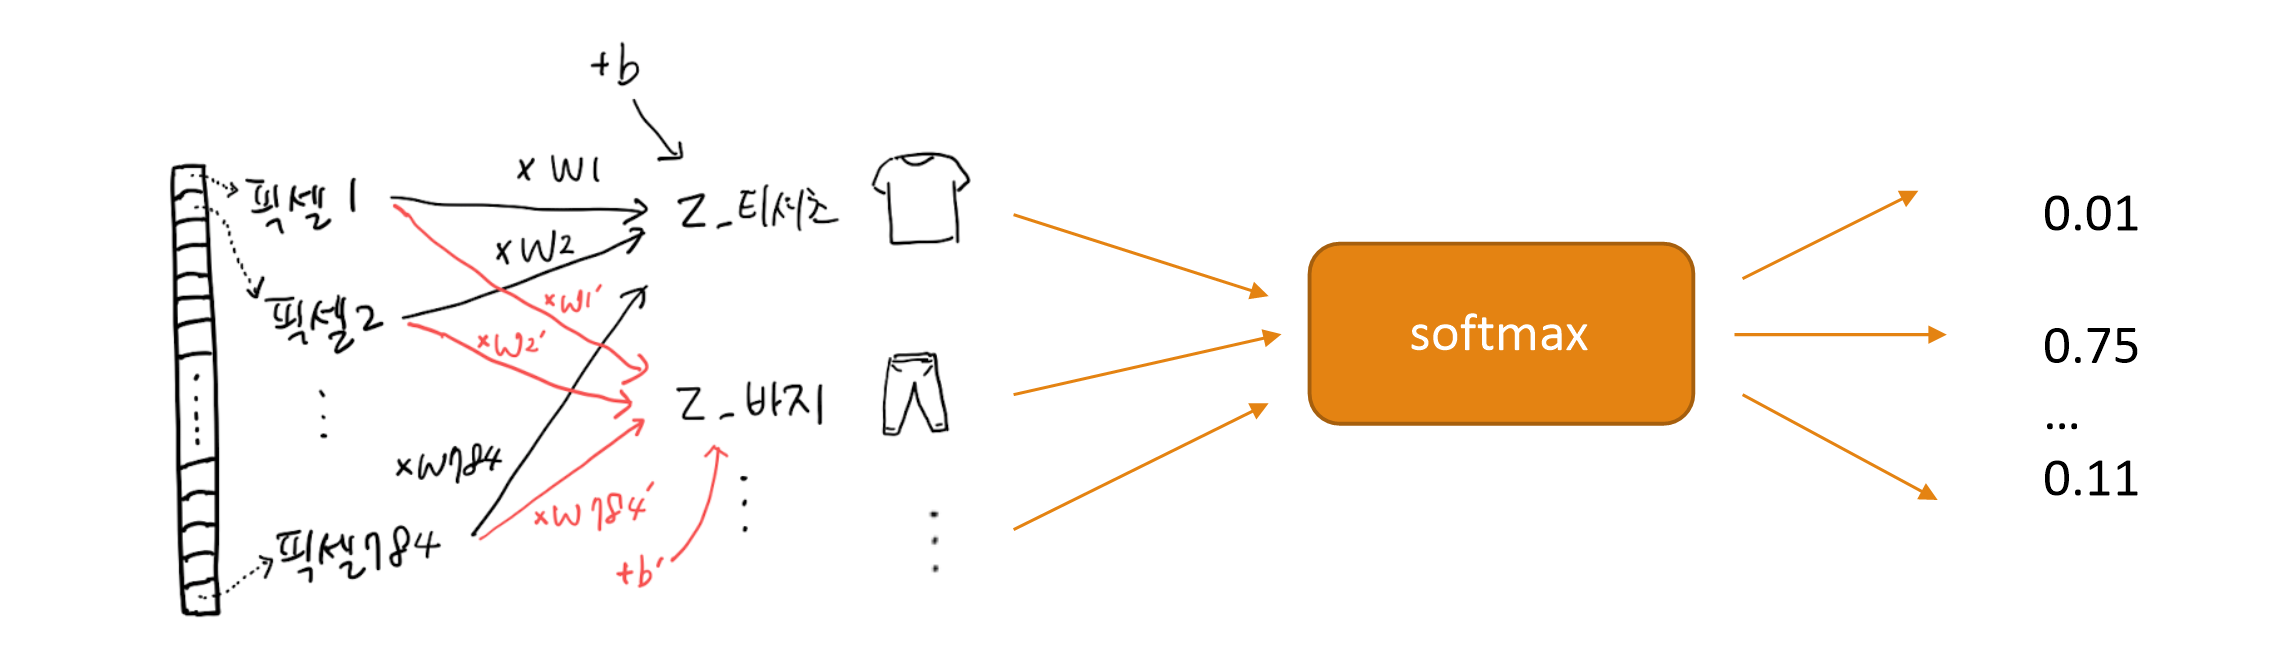 +b
×W1
픽셀1
Z_티셔츠
×W2
×W1′
픽셀2
×W2′
Z_바지
×W784
×W784′
픽셀784
+b′
softmax
0.01
0.75
...
0.11